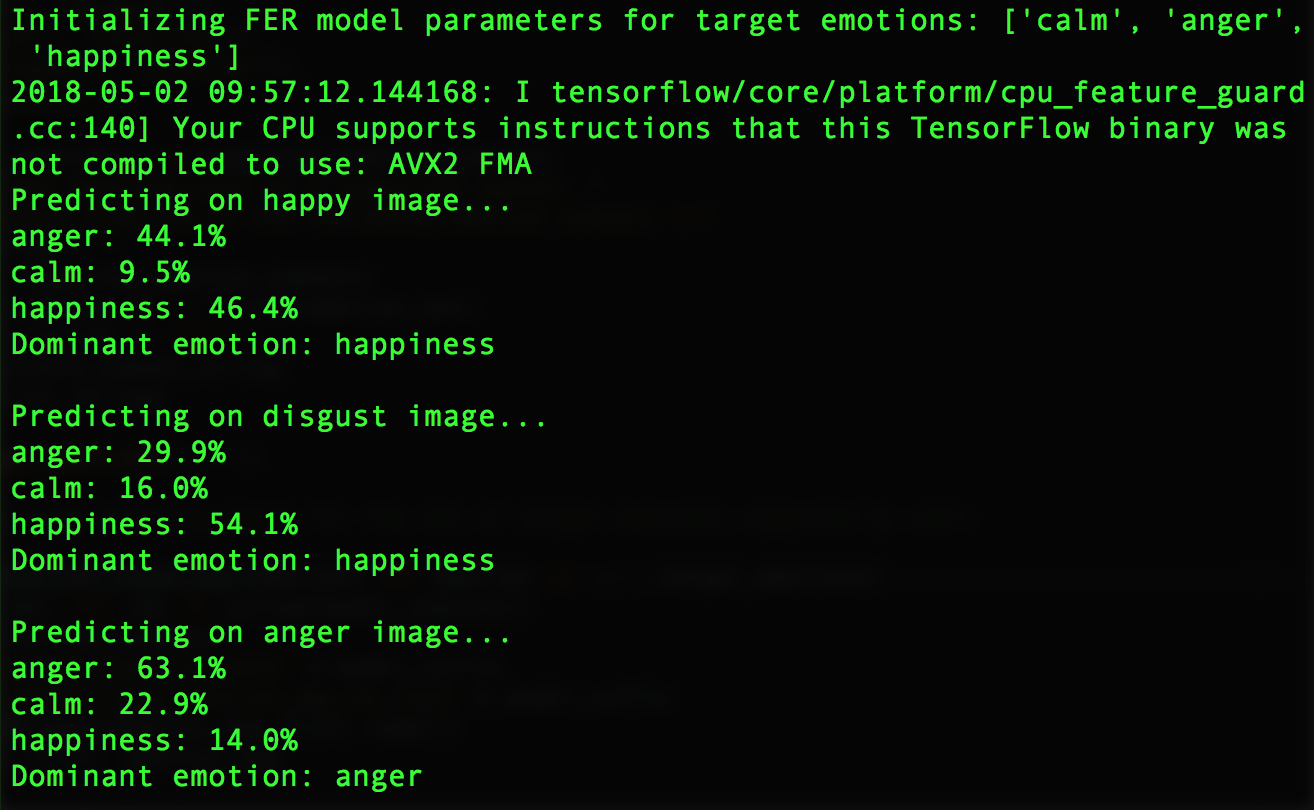 Initializing FER model parameters for target emotions: ['calm', 'anger',
'happiness']
2018-05-02 09:57:12.144168: I tensorflow/core/platform/cpu_feature_guard
.cc:140] Your CPU supports instructions that this TensorFlow binary was
not compiled to use: AVX2 FMA
Predicting on happy image...
anger: 44.1%
calm: 9.5%
happiness: 46.4%
Dominant emotion: happiness

Predicting on disgust image...
anger: 29.9%
calm: 16.0%
happiness: 54.1%
Dominant emotion: happiness

Predicting on anger image...
anger: 63.1%
calm: 22.9%
happiness: 14.0%
Dominant emotion: anger